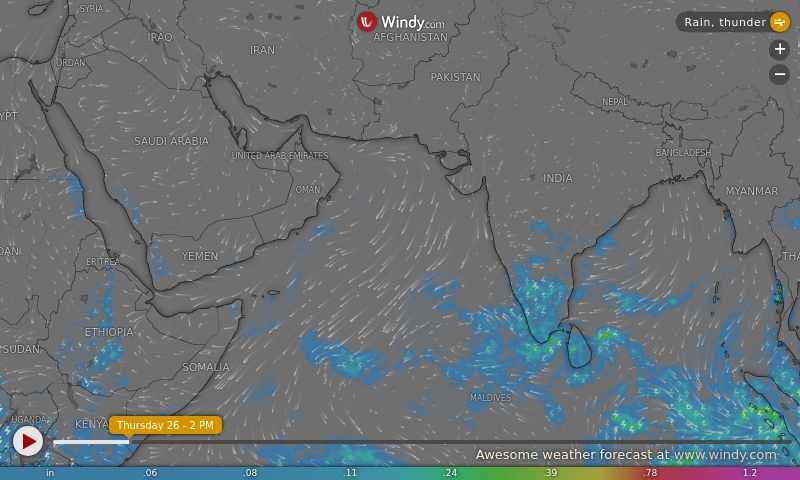 SYRIA
Windy.com
Rain, thunder
IRAQ
IRAN
AFGHANISTAN
JORDAN
PAKISTAN
+
−
NEPAL
YPT
SAUDI ARABIA
UNITED ARAB EMIRATES
BANGLADESH
INDIA
OMAN
MYANMAR
DAN
YEMEN
ERITREA
THA
ETHIOPIA
SUDAN
SOMALIA
MALDIVES
UGANDA
KENYA
Thursday 26 - 2 PM
Awesome weather forecast at www.windy.com
in .06 .08 .11 .24 .39 .78 1.2